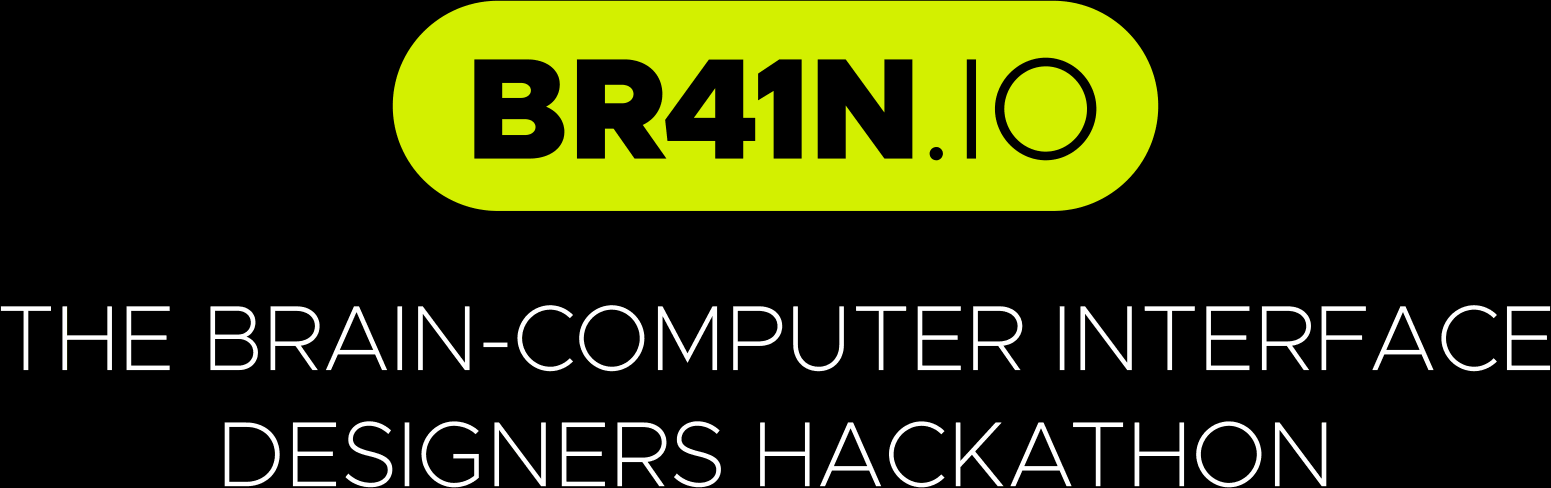 BR41N.IO
THE BRAIN-COMPUTER INTERFACE
DESIGNERS HACKATHON